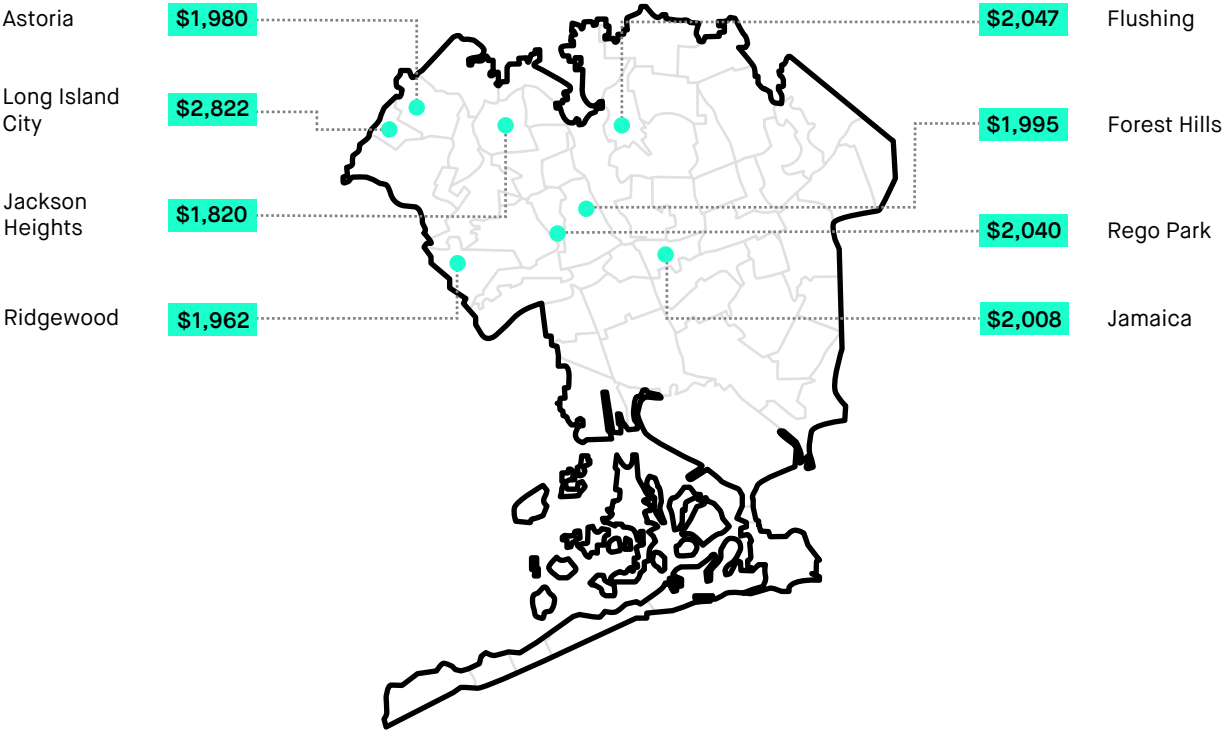 Astoria
$1,980
Long Island
City
$2,822
Jackson
Heights
$1,820
Ridgewood
$1,962
$2,047
Flushing
$1,995
Forest Hills
$2,040
Rego Park
$2,008
Jamaica